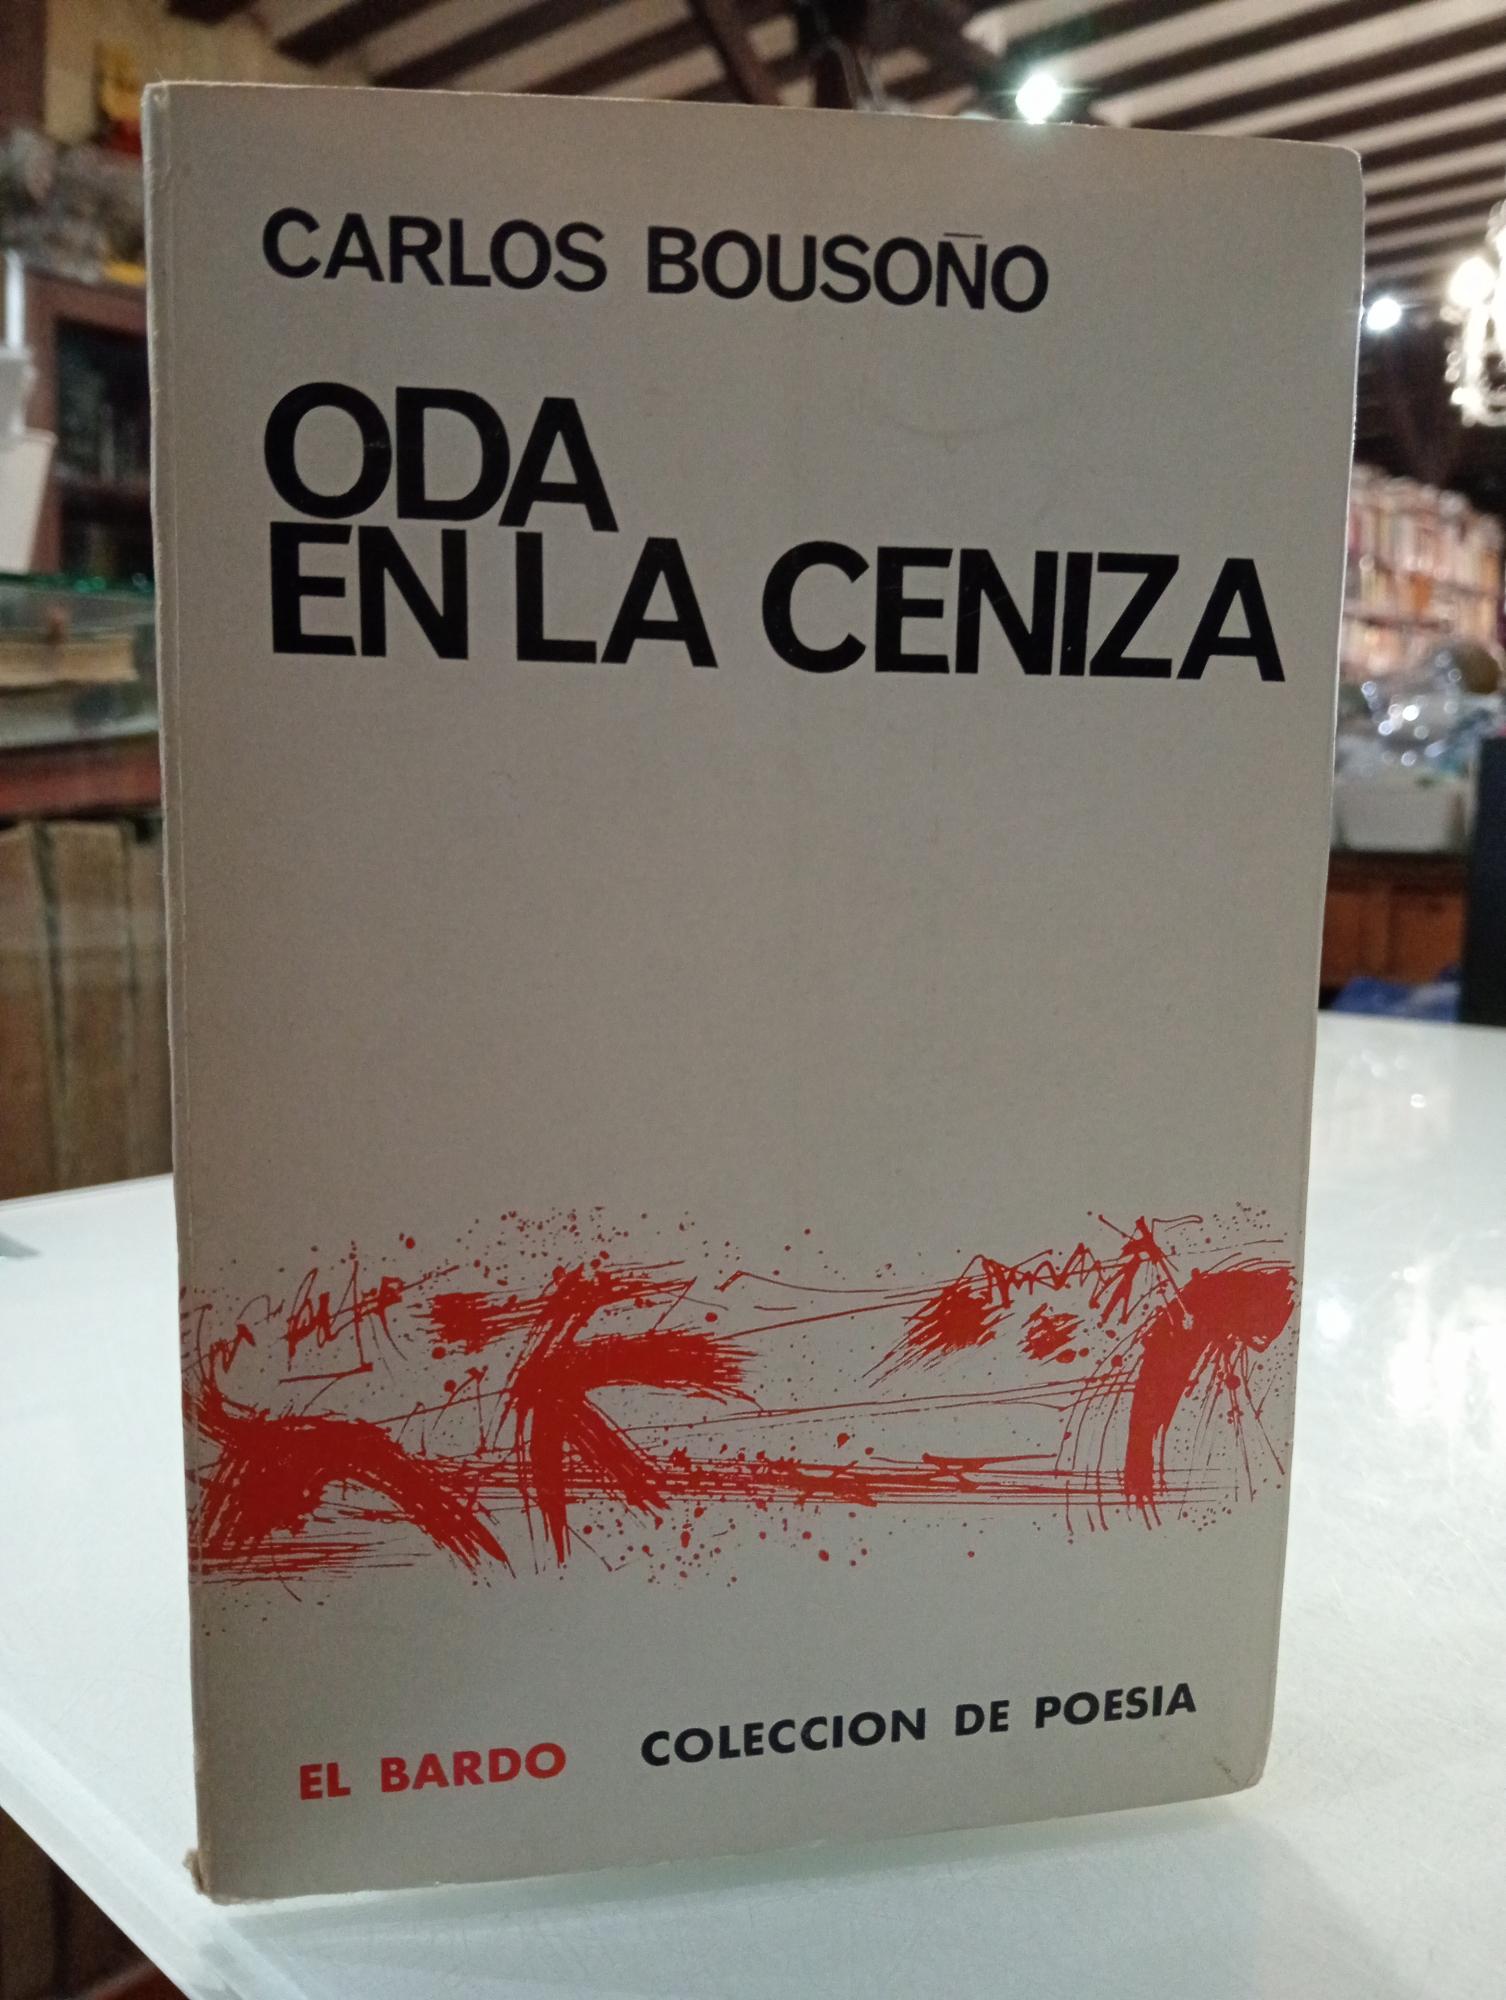 CARLOS BOUSOÑO
ODA
EN LA CENIZA
EL BARDO COLECCION DE POESIA